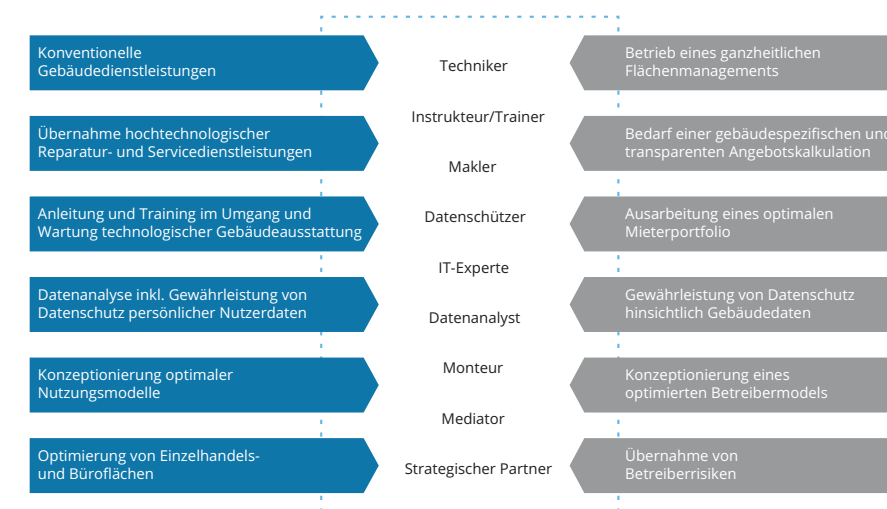 Konventionelle
Gebäudedienstleistungen
Übernahme hochtechnologischer
Reparatur- und Servicedienstleistungen
Anleitung und Training im Umgang und
Wartung technologischer Gebäudeausstattung
Datenanalyse inkl. Gewährleistung von
Datenschutz persönlicher Nutzerdaten
Konzeptionierung optimaler
Nutzungsmodelle
Optimierung von Einzelhandels-
und Büroflächen
Techniker
Instrukteur/Trainer
Makler
Datenschützer
IT-Experte
Datenanalyst
Monteur
Mediator
Strategischer Partner
Betrieb eines ganzheitlichen
Flächenmanagements
Bedarf einer gebäudespezifischen und
transparenten Angebotskalkulation
Ausarbeitung eines optimalen
Mieterportfolio
Gewährleistung von Datenschutz
hinsichtlich Gebäudedaten
Konzeptionierung eines
optimierten Betreibermodels
Übernahme von
Betreiberrisiken